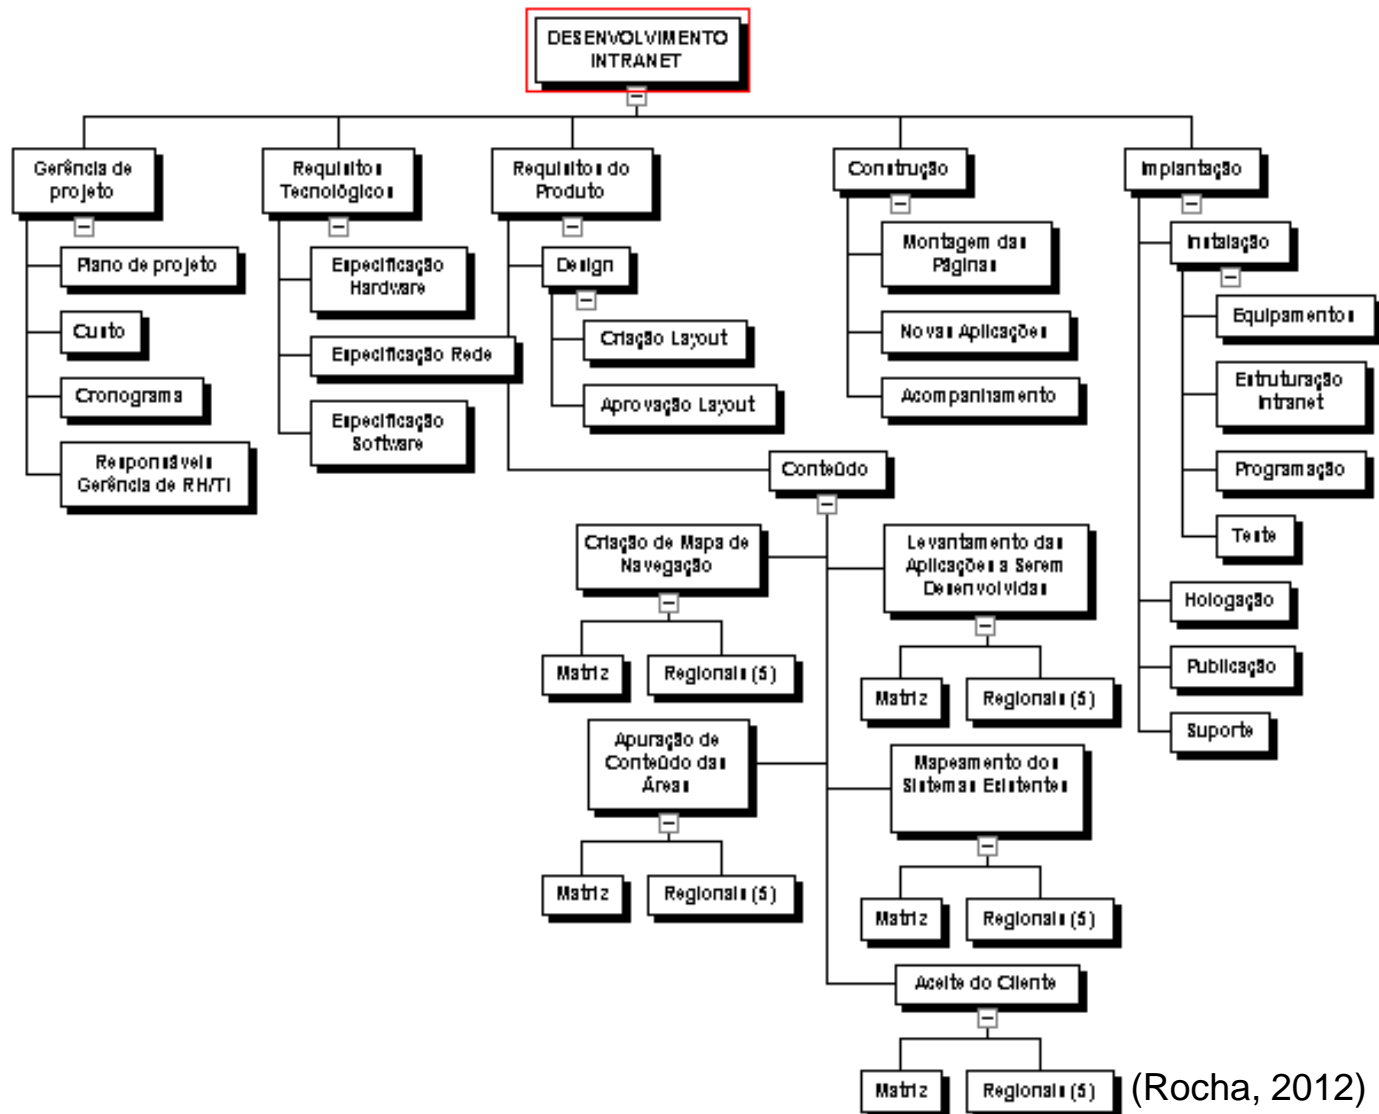 DESENVOLVIMENTO
INTRANET
Gerência de
projeto
Plano de projeto
Custo
Cronograma
Responsáveis
Gerência de RH/TI
Requisitos
Tecnológicos
Especificação
Hardware
Especificação Rede
Especificação
Software
Requisitos do
Produto
Design
Criação Layout
Aprovação Layout
Conteúdo
Criação de Mapa de
Navegação
Matriz
Regionais (5)
Levantamento das
Aplicações a Serem
Desenvolvidas
Matriz
Regionais (5)
Apuração de
Conteúdo das
Áreas
Matriz
Regionais (5)
Mapeamento dos
Sistemas Existentes
Matriz
Regionais (5)
Aceite do Cliente
Matriz
Regionais (5)
Construção
Montagem das
Páginas
Novas Aplicações
Acompanhamento
Implantação
Instalação
Equipamentos
Estruturação
Intranet
Programação
Teste
Hologação
Publicação
Suporte
(Rocha, 2012)